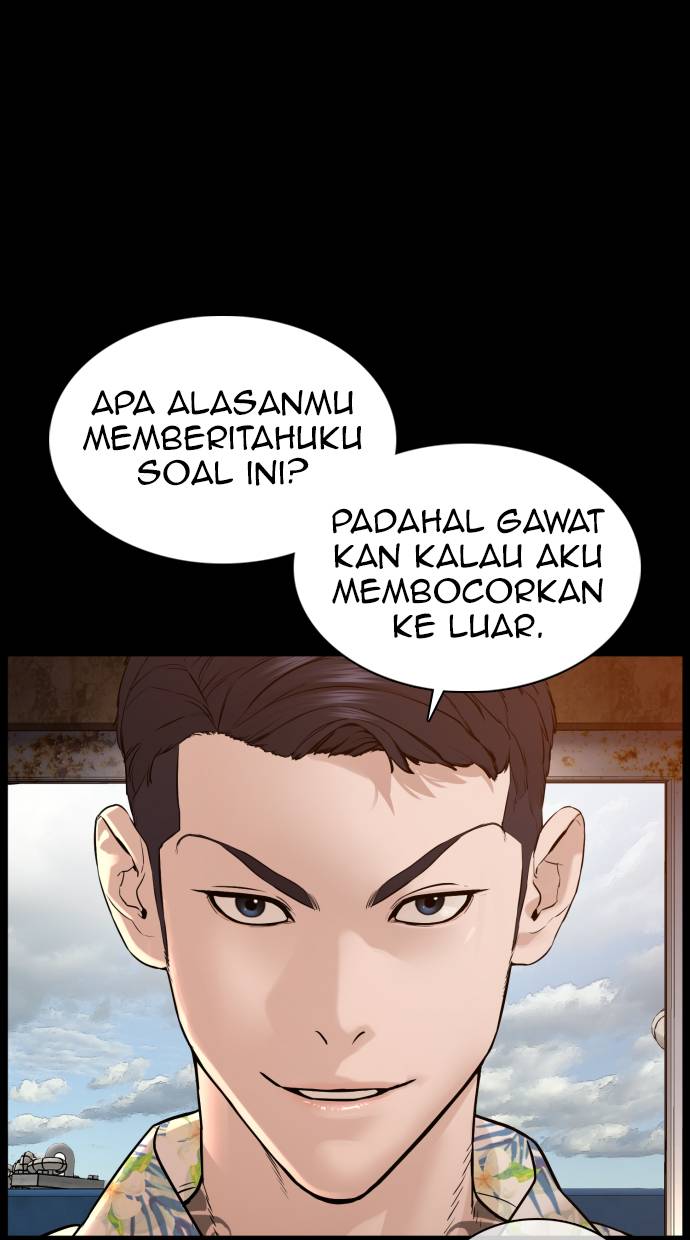 APA ALASANMU
MEMBERITAHUKU
SOAL INI?
PADAHAL GAWAT
KAN KALAU AKU
MEMBOCORKAN
KE LUAR.